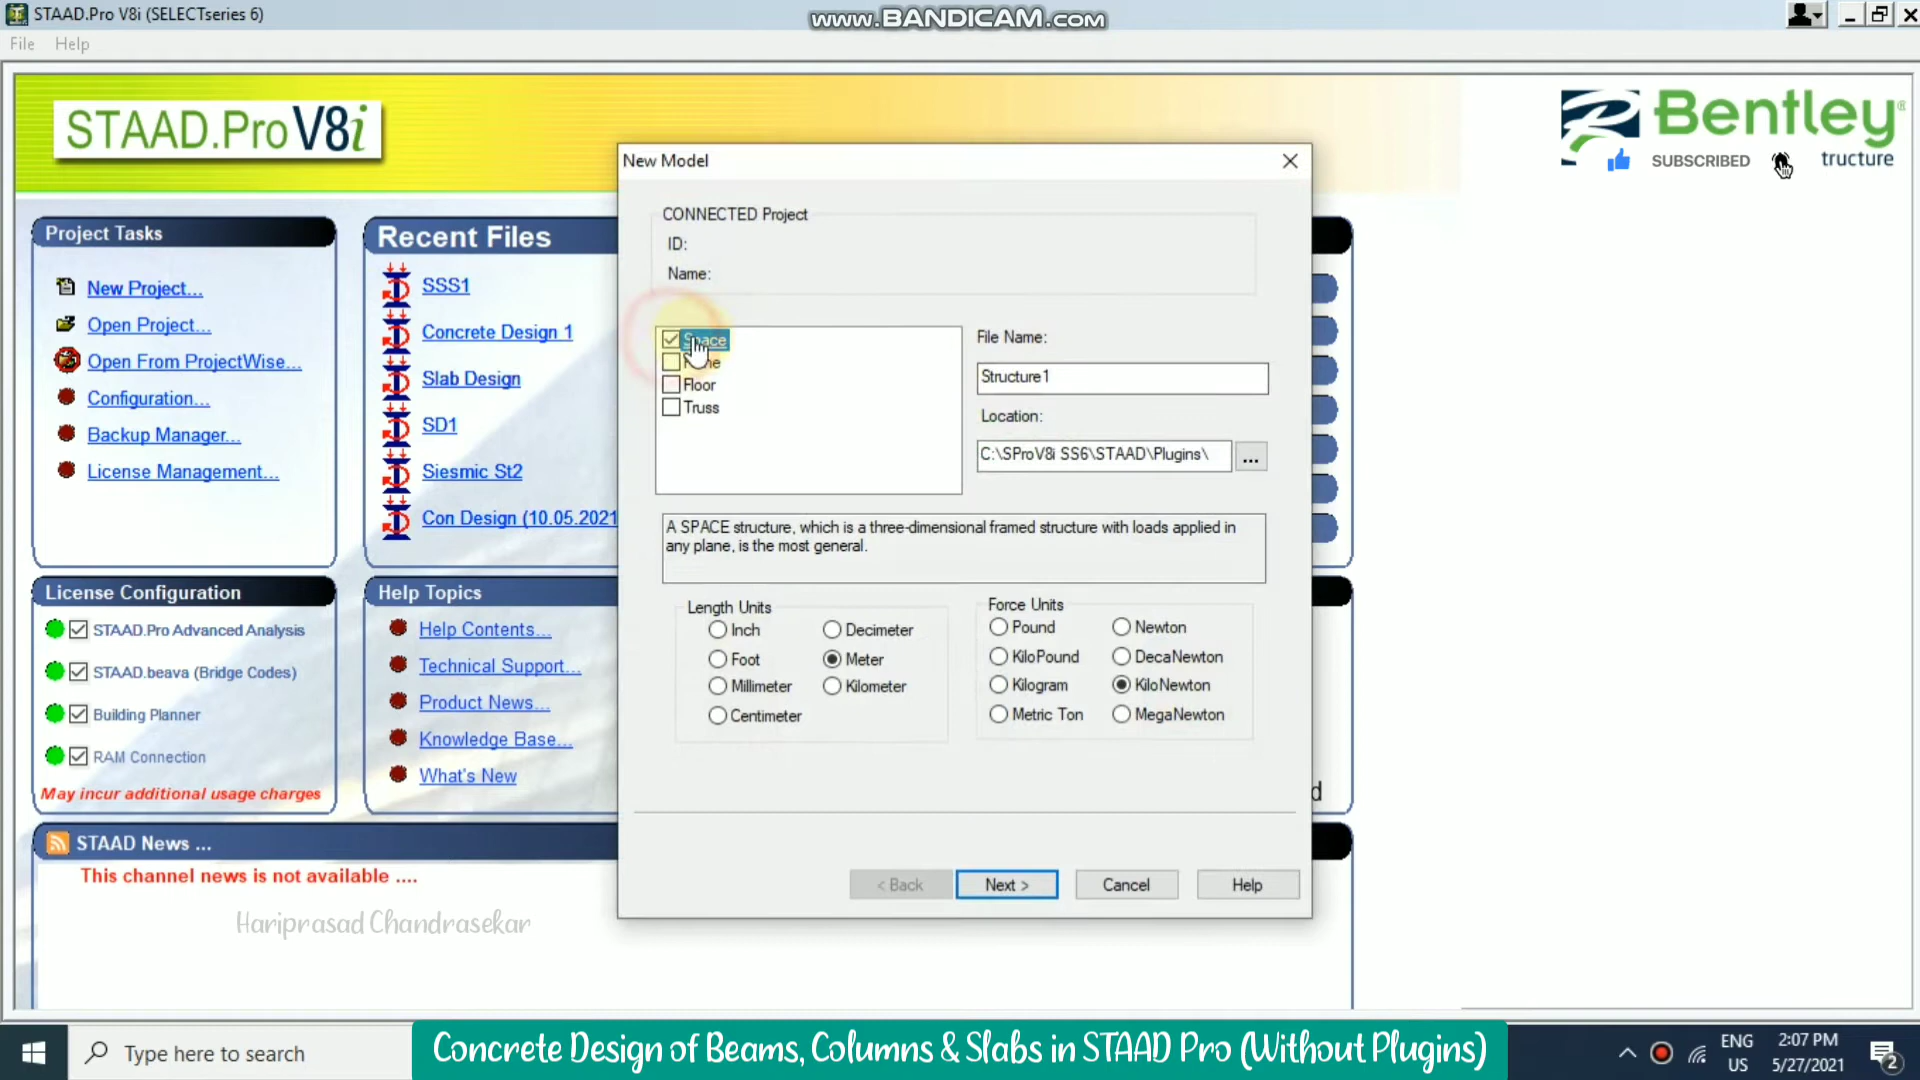 STAAD.Pro V8i (SELECTseries 6)
www.BANDICAM.com
File Help
STAAD.Pro V8i
Bentley®
SUBSCRIBED
tructure
New Model
CONNECTED Project
ID:
Name:
Space
Floor
Truss
File Name:
Structure1
Location:
C:\SProV8i SS6\STAAD\Plugins\
...
A SPACE structure, which is a three-dimensional framed structure with loads applied in
any plane, is the most general.
Length Units
Inch
Decimeter
Foot
Meter
Millimeter
Kilometer
Centimeter
Force Units
Pound
Newton
KiloPound
DecaNewton
Kilogram
KiloNewton
Metric Ton
MegaNewton
< Back
Next >
Cancel
Help
Project Tasks
New Project...
Open Project...
Open From ProjectWise...
Configuration...
Backup Manager...
License Management...
Recent Files
SSS1
Concrete Design 1
Slab Design
SD1
Siesmic St2
Con Design (10.05.2021
License Configuration
STAAD.Pro Advanced Analysis
STAAD.beava (Bridge Codes)
Building Planner
RAM Connection
May incur additional usage charges
Help Topics
Help Contents...
Technical Support...
Product News...
Knowledge Base...
What's New
d
STAAD News ...
This channel news is not available ....
Hariprasad Chandrasekar
Type here to search
Concrete Design of Beams, Columns & Slabs in STAAD Pro (Without Plugins)
ENG
US
2:07 PM
5/27/2021
2